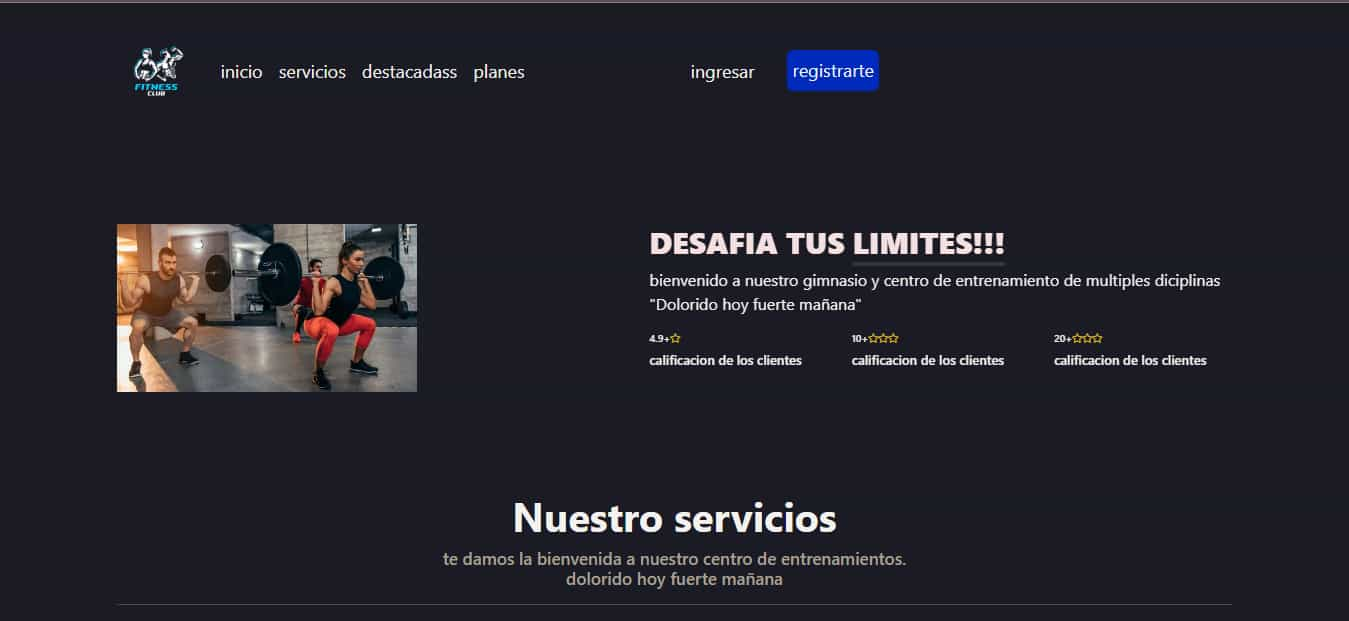 FITNESS
CLUB
inicio servicios destacadass planes ingresar registrarte
DESAFIA TUS LIMITES!!!
bienvenido a nuestro gimnasio y centro de entrenamiento de multiples diciplinas
"Dolorido hoy fuerte mañana"
4.9+ 10+ 20+
calificacion de los clientes calificacion de los clientes calificacion de los clientes
Nuestro servicios
te damos la bienvenida a nuestro centro de entrenamientos.
dolorido hoy fuerte mañana